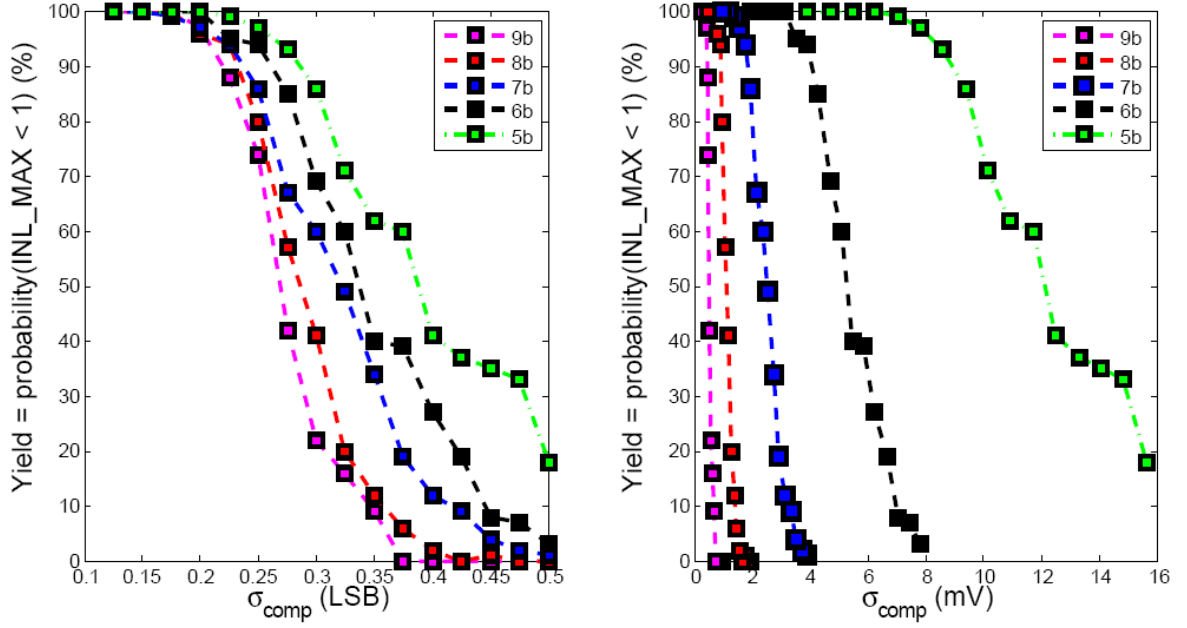 Yield = probability(INL_MAX < 1) (%)
100
90
80
70
60
50
40
30
20
10
0
0.1
0.15
0.2
0.25
0.3
0.35
0.4
0.45
0.5
σcomp (LSB)
9b
8b
7b
6b
5b
Yield = probability(INL_MAX < 1) (%)
100
90
80
70
60
50
40
30
20
10
0
0
2
4
6
8
10
12
14
16
σcomp (mV)
9b
8b
7b
6b
5b